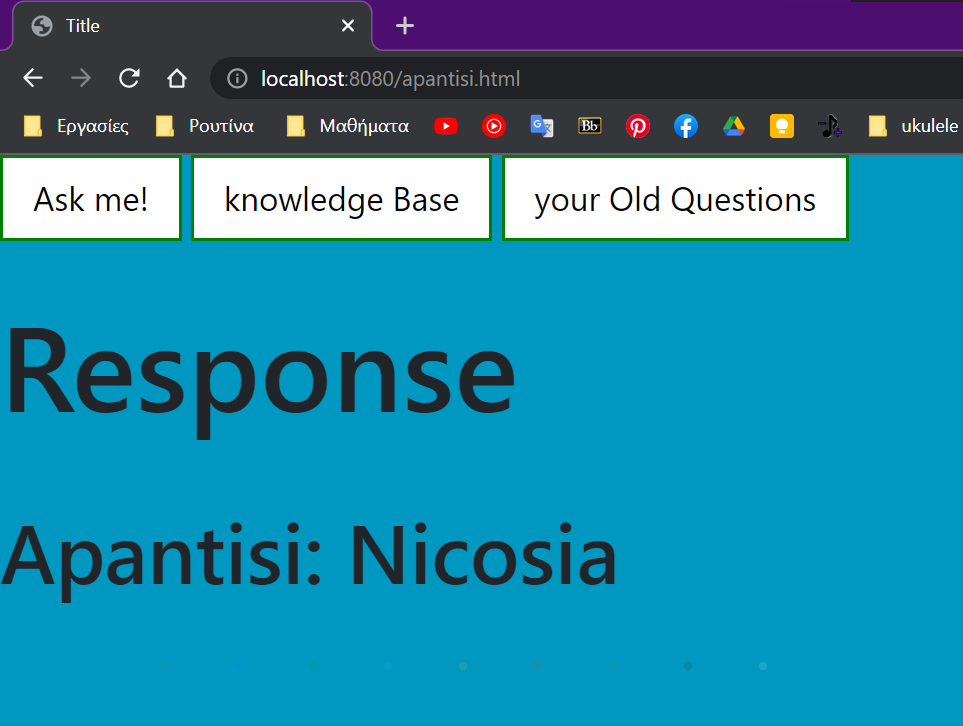 Title
localhost:8080/apantisi.html
Εργασίες Ρουτίνα Μαθήματα Bb ukulele
Ask me! knowledge Base your Old Questions
Response
Apantisi: Nicosia